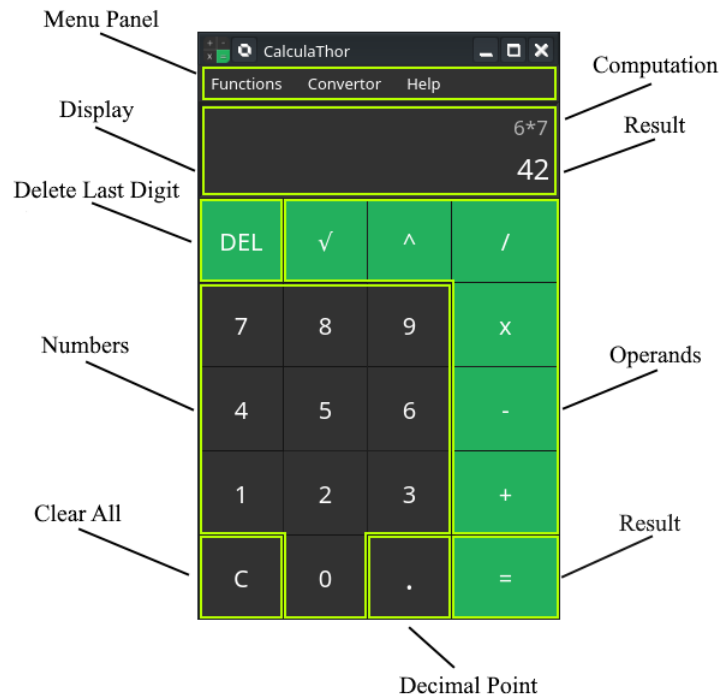 Menu Panel
CalculaThor
Functions Convertor Help
Computation
Display
6*7
Result
42
Delete Last Digit
DEL √ ^ /
7 8 9 x
Numbers
Operands
4 5 6 -
1 2 3 +
Clear All
Result
C 0 . =
Decimal Point